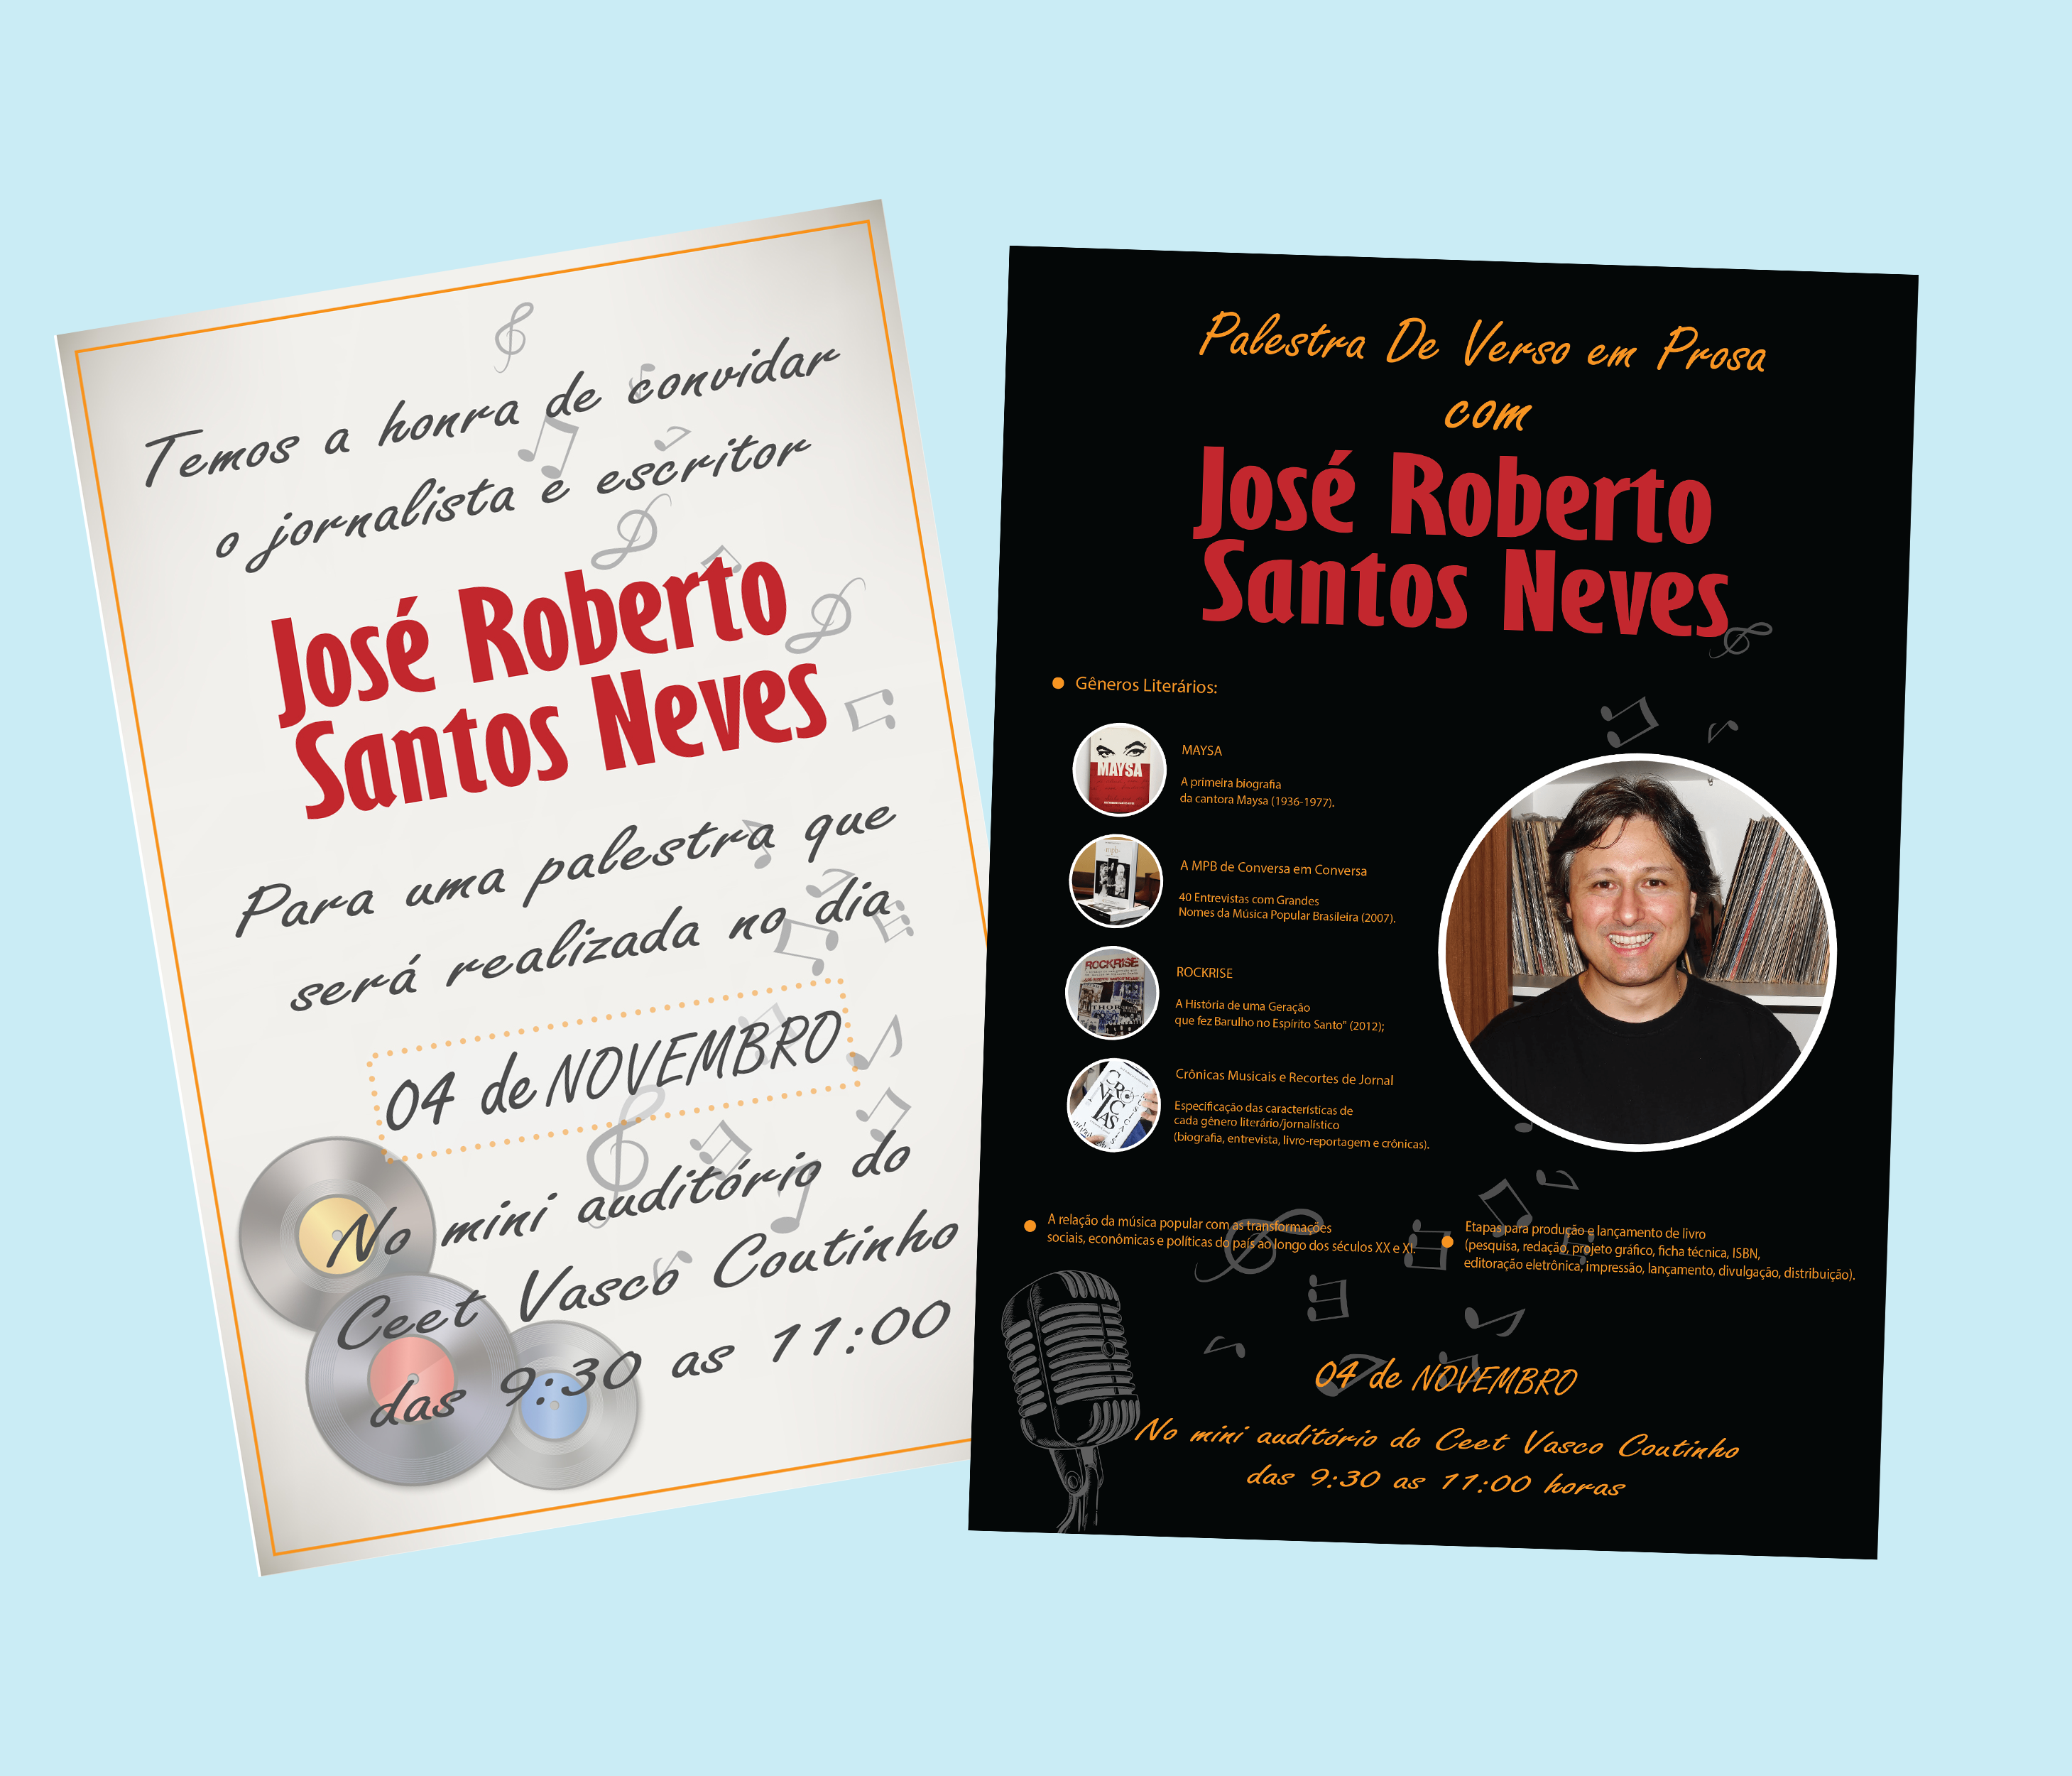 Temos a honra de convidar
o jornalista e escritor
José Roberto
Santos Neves
Para uma palestra que
será realizada no dia
04 de NOVEMBRO
No mini auditório do
Ceet Vasco Coutinho
das 9:30 as 11:00
Palestra De Verso em Prosa
com
José Roberto
Santos Neves
Gêneros Literários:
MAYSA
MAYSA
A primeira biografia
da cantora Maysa (1936-1977).
mpb
A MPB de Conversa em Conversa
40 Entrevistas com Grandes
Nomes da Música Popular Brasileira (2007).
ROCKRISE
ROCKRISE
A História de uma Geração
que fez Barulho no Espírito Santo" (2012);
CRÔNICAS
Crônicas Musicais e Recortes de Jornal
Especificação das características de
cada gênero literário/jornalístico
(biografia, entrevista, livro-reportagem e crônicas).
A relação da música popular com as transformações
sociais, econômicas e políticas do país ao longo dos séculos XX e XI.
Etapas para produção e lançamento de livro
(pesquisa, redação, projeto gráfico, ficha técnica, ISBN,
editoração eletrônica, impressão, lançamento, divulgação, distribuição).
04 de NOVEMBRO
No mini auditório do Ceet Vasco Coutinho
das 9:30 as 11:00 horas